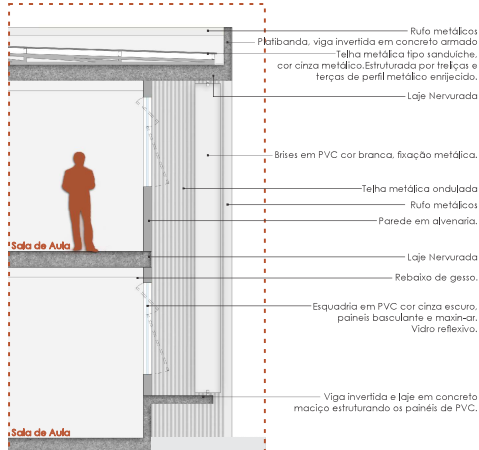 Rufo metálicos
Platibanda, viga invertida em concreto armado
Telha metálica tipo sanduiche,
cor cinza metálico.Estruturada por treliças e
terças de perfil metálico enrijecido.
Laje Nervurada
Brises em PVC cor branca, fixação metálica.
Telha metálica ondulada
Rufo metálicos
Parede em alvenaria.
Sala de Aula
Laje Nervurada
Rebaixo de gesso.
Esquadria em PVC cor cinza escuro,
paineis basculante e maxin-ar.
Vidro reflexivo.
Viga invertida e laje em concreto
maciço estruturando os painéis de PVC.
Sala de Aula